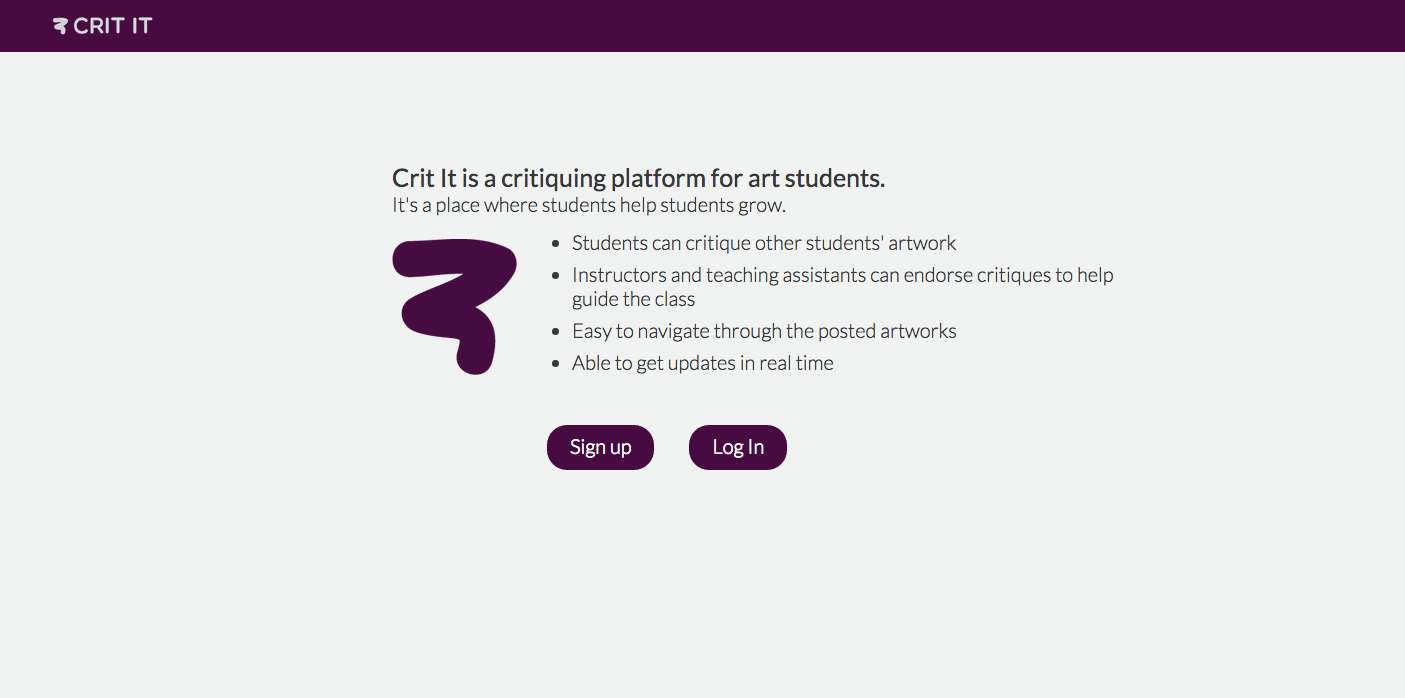 CRIT IT
Crit It is a critiquing platform for art students.
It's a place where students help students grow.
Students can critique other students' artwork
Instructors and teaching assistants can endorse critiques to help
guide the class
Easy to navigate through the posted artworks
Able to get updates in real time
Sign up
Log In